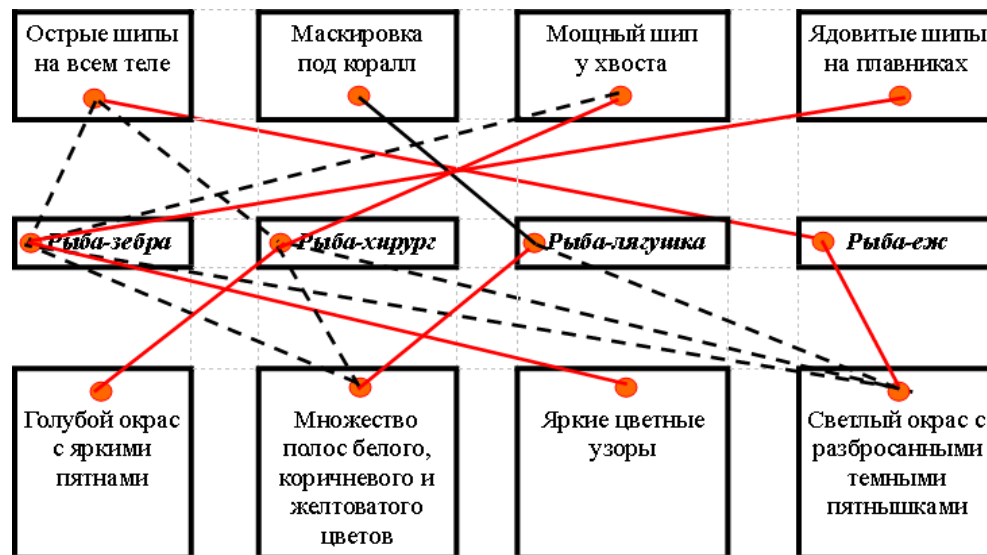 Острые шипы
на всем теле
Маскировка
под коралл
Мощный шип
у хвоста
Ядовитые шипы
на плавниках
Рыба-зебра
Рыба-хирург
Рыба-лягушка
Рыба-еж
Голубой окрас
с яркими
пятнами
Множество
полос белого,
коричневого и
желтоватого
цветов
Яркие цветные
узоры
Светлый окрас с
разбросанными
темными
пятнышками